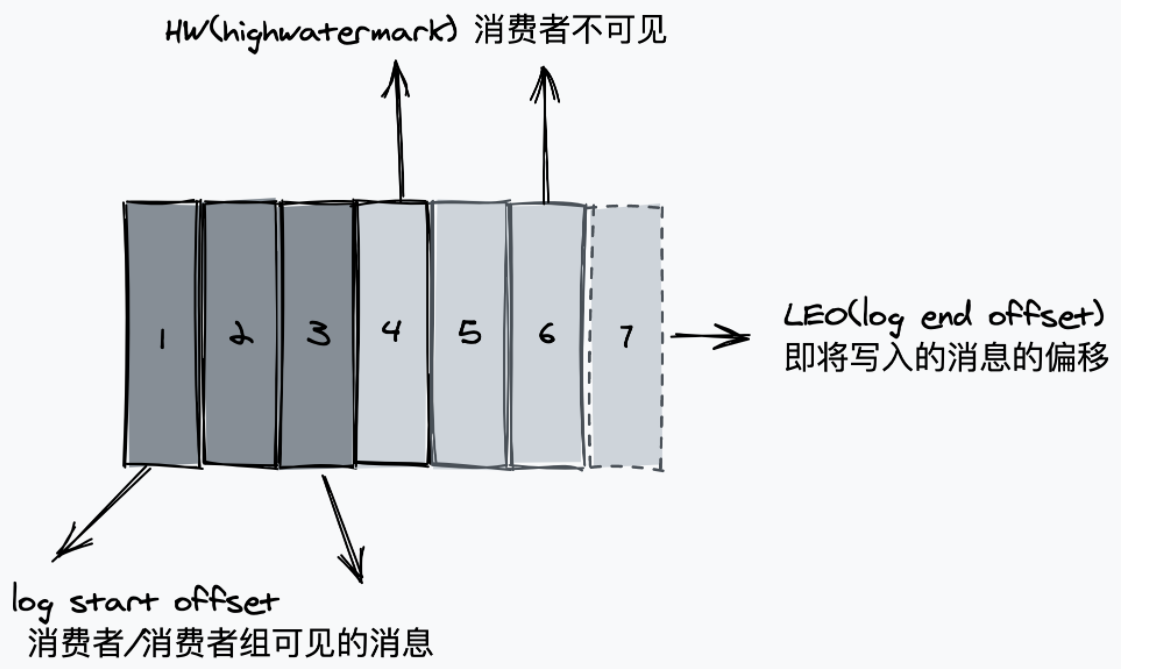 HW(highwatermark) 消费者不可见
1 2 3 4 5 6 7
LEO(log end offset)
即将写入的消息的偏移
log start offset
消费者/消费者组可见的消息